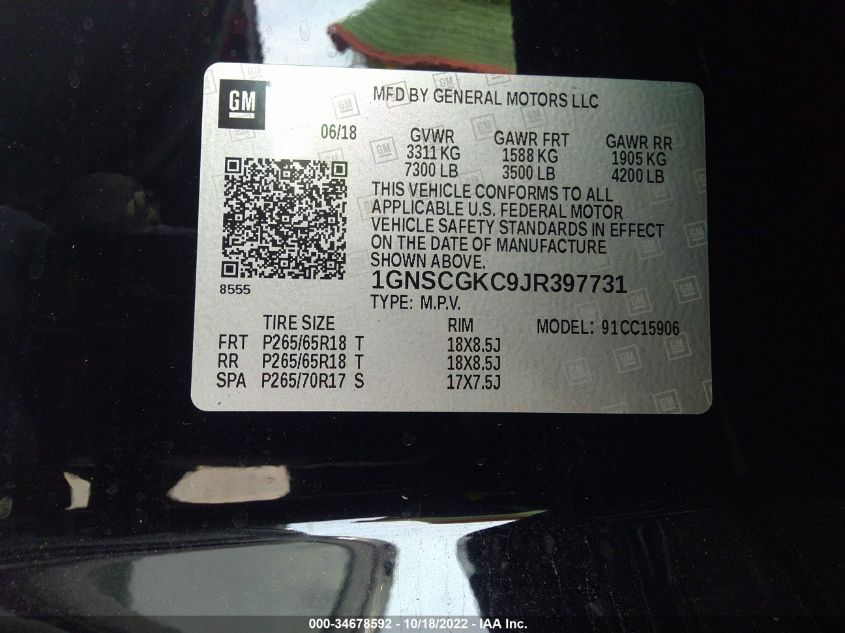 GM
MFD BY GENERAL MOTORS LLC
06/18
GVWR GAWR FRT GAWR RR
3311 KG 1588 KG 1905 KG
7300 LB 3500 LB 4200 LB
THIS VEHICLE CONFORMS TO ALL
APPLICABLE U.S. FEDERAL MOTOR
VEHICLE SAFETY STANDARDS IN EFFECT
ON THE DATE OF MANUFACTURE
SHOWN ABOVE.
8555
1GNSCGKC9JR397731
TYPE: M.P.V.
TIRE SIZE RIM MODEL: 91CC15906
FRT P265/65R18 T 18X8.5J
RR P265/65R18 T 18X8.5J
SPA P265/70R17 S 17X7.5J
000-34678592 - 10/18/2022 - IAA Inc.